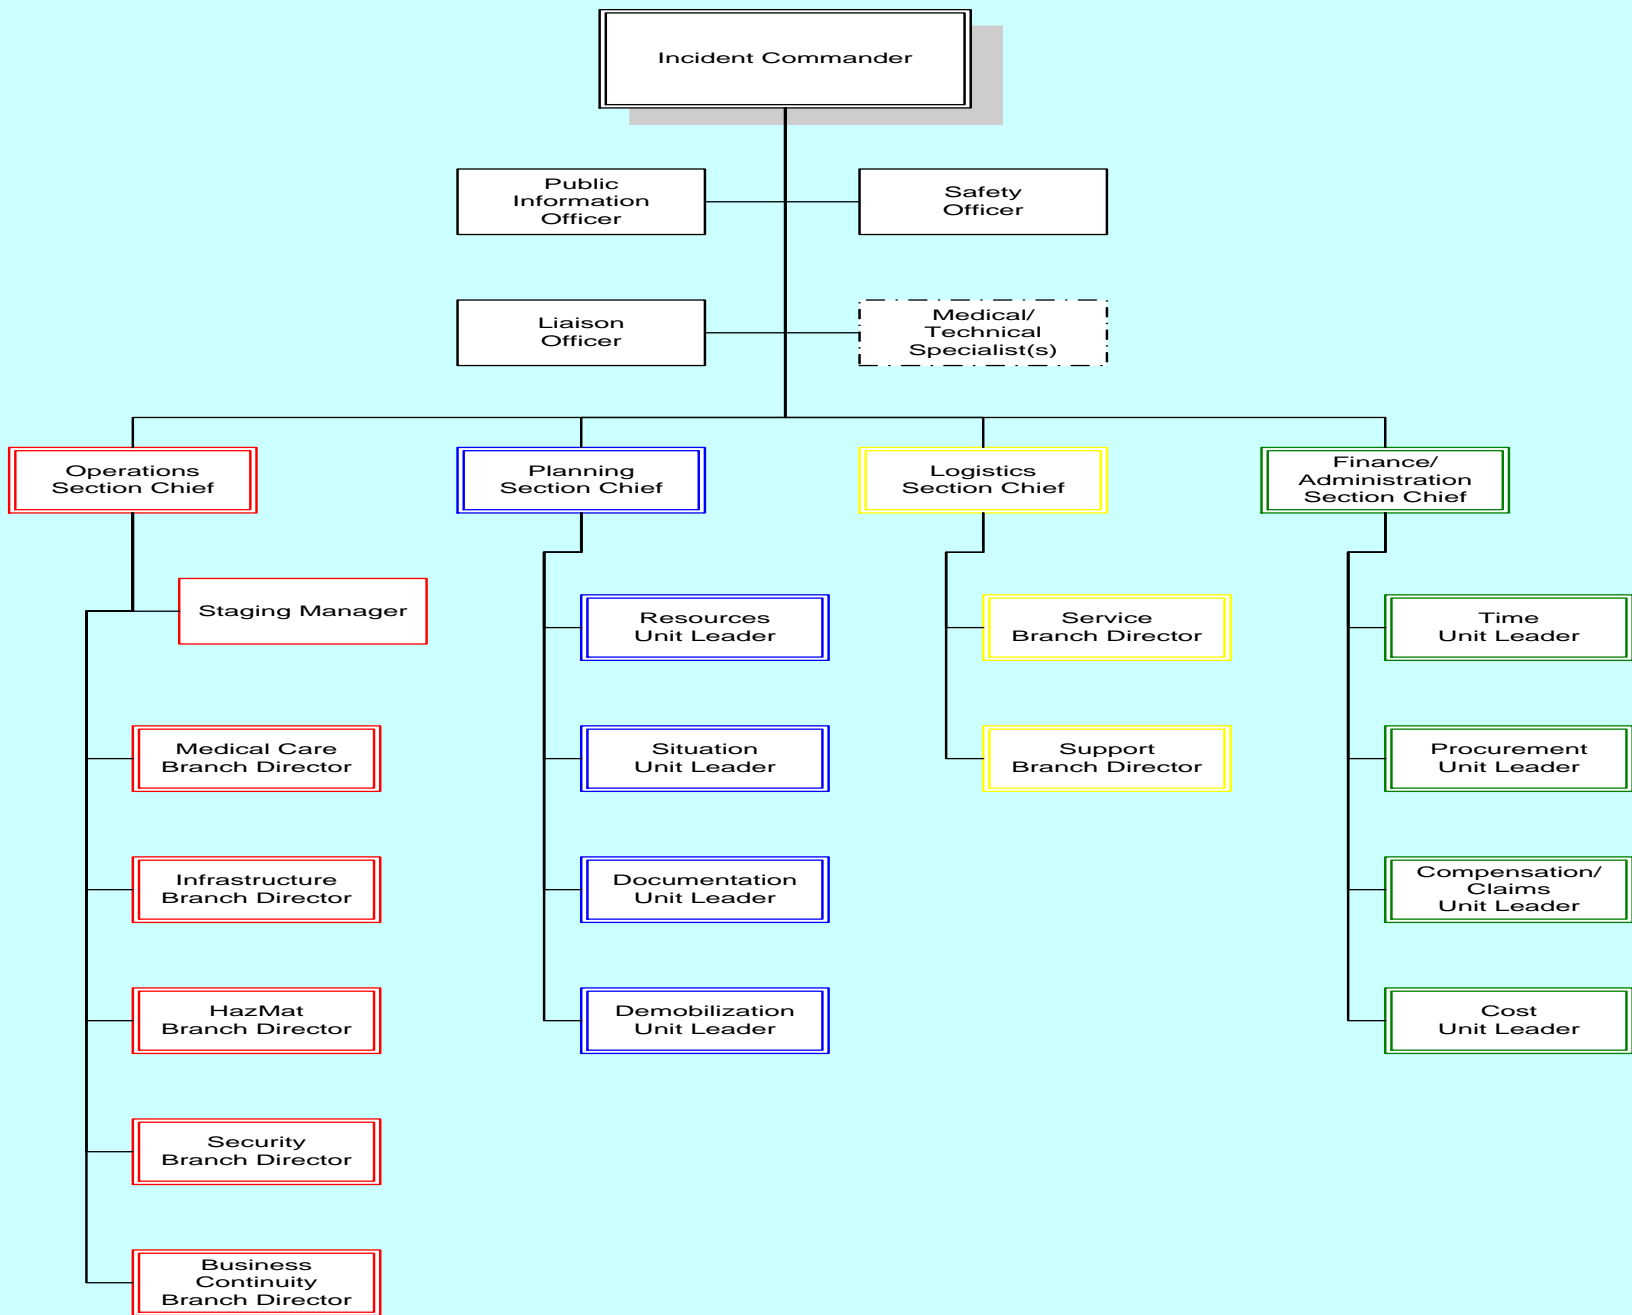 Incident Commander
Public
Information
Officer
Safety
Officer
Liaison
Officer
Medical/
Technical
Specialist(s)
Operations
Section Chief
Planning
Section Chief
Logistics
Section Chief
Finance/
Administration
Section Chief
Staging Manager
Resources
Unit Leader
Service
Branch Director
Time
Unit Leader
Medical Care
Branch Director
Situation
Unit Leader
Support
Branch Director
Procurement
Unit Leader
Infrastructure
Branch Director
Documentation
Unit Leader
Compensation/
Claims
Unit Leader
HazMat
Branch Director
Demobilization
Unit Leader
Cost
Unit Leader
Security
Branch Director
Business
Continuity
Branch Director